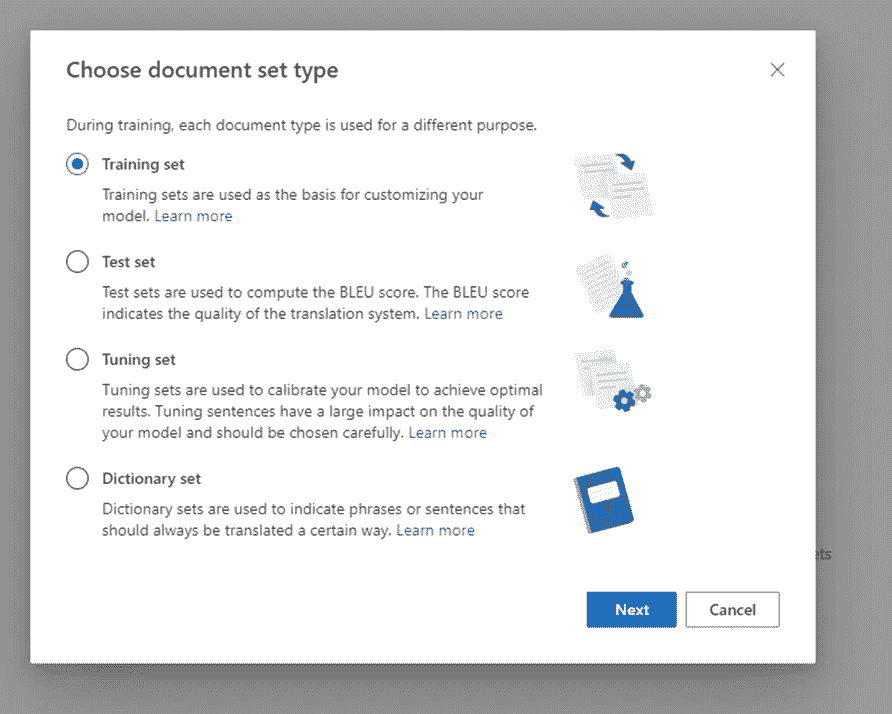 Choose document set type
During training, each document type is used for a different purpose.
Training set
Training sets are used as the basis for customizing your
model. Learn more
Test set
Test sets are used to compute the BLEU score. The BLEU score
indicates the quality of the translation system. Learn more
Tuning set
Tuning sets are used to calibrate your model to achieve optimal
results. Tuning sentences have a large impact on the quality of
your model and should be chosen carefully. Learn more
Dictionary set
Dictionary sets are used to indicate phrases or sentences that
should always be translated a certain way. Learn more
ets
Next
Cancel